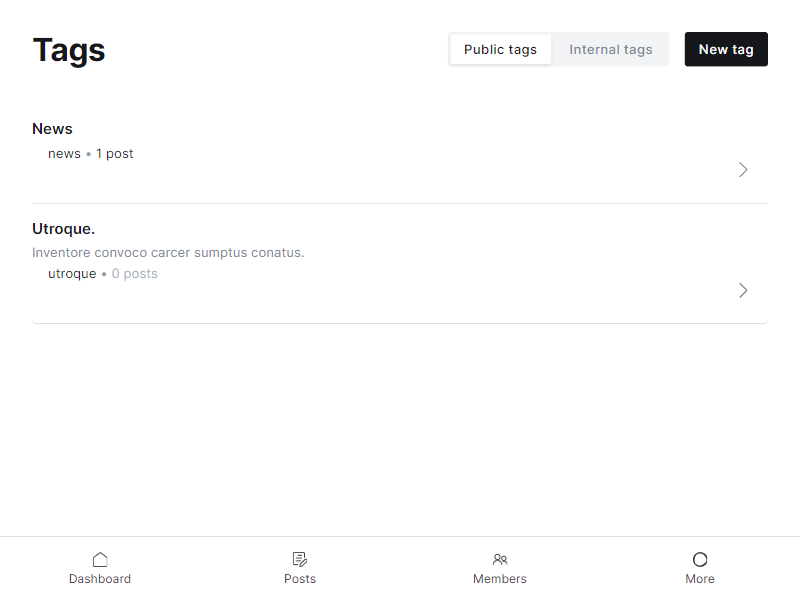 Tags
Public tags
Internal tags
New tag
News
news • 1 post
Utroque.
Inventore convoco carcer sumptus conatus.
utroque • 0 posts
Dashboard
Posts
Members
More